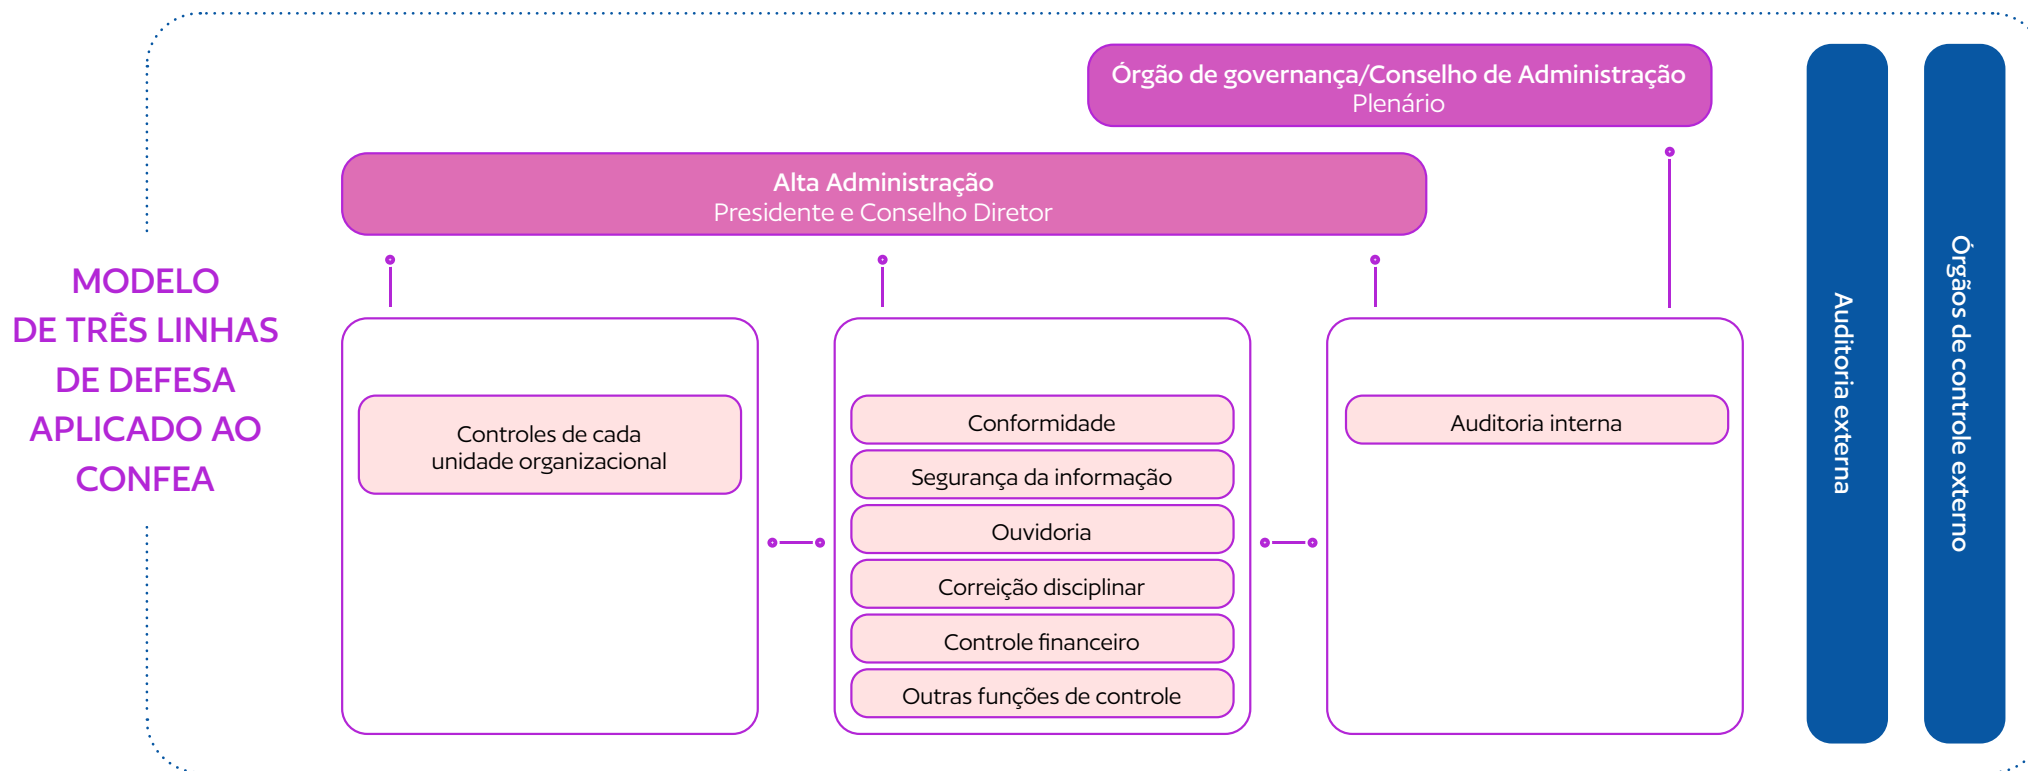 MODELO
DE TRÊS LINHAS
DE DEFESA
APLICADO AO
CONFEA
Órgão de governança/Conselho de Administração
Plenário
Alta Administração
Presidente e Conselho Diretor
Controles de cada
unidade organizacional
Conformidade
Segurança da informação
Ouvidoria
Correição disciplinar
Controle financeiro
Outras funções de controle
Auditoria interna
Auditoria externa
Órgãos de controle externo